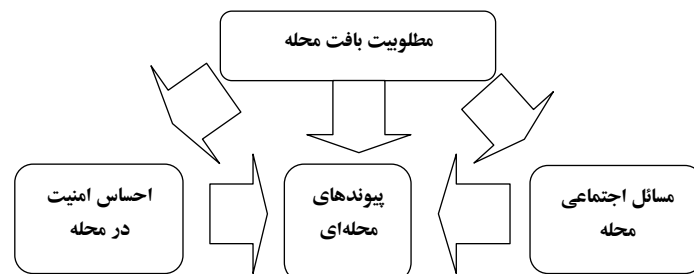 مطلوبیت بافت محله
مسائل اجتماعی
محله
پیوندهای
محله‌ای
احساس امنیت
در محله